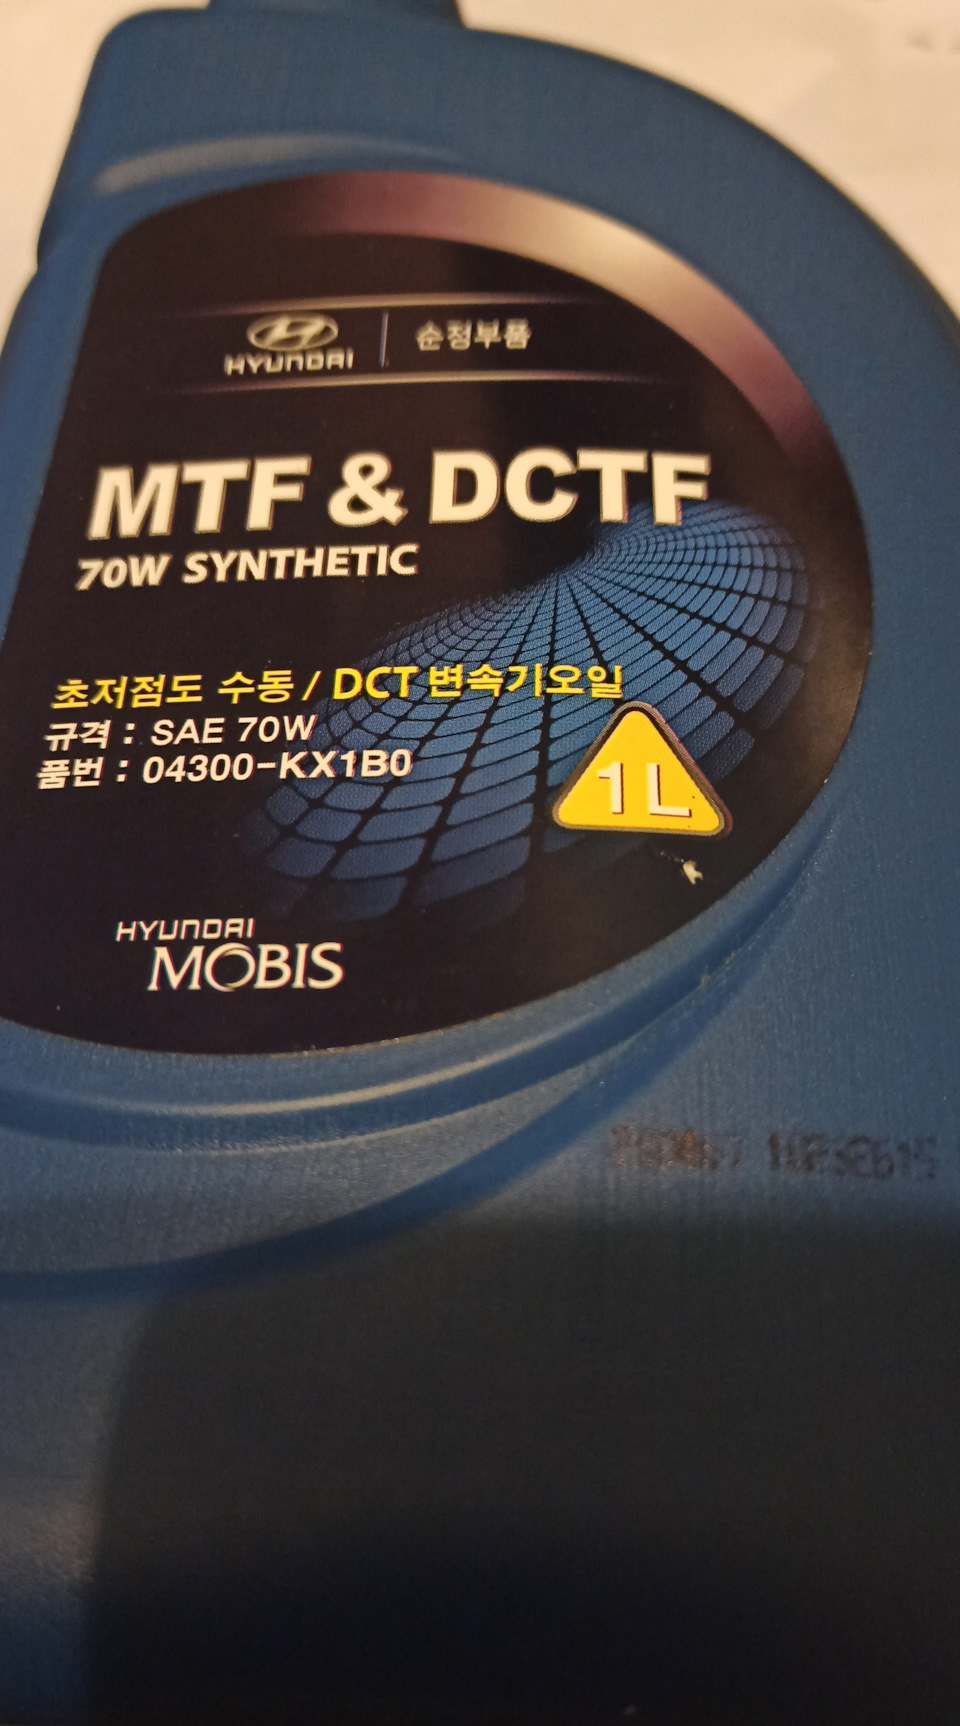 HYUNDAI 순정부품
MTF & DCTF
70W SYNTHETIC
초저점도 수동 / DCT 변속기오일
규격 : SAE 70W
품번 : 04300-KX1B0
1 L
HYUNDAI
MOBIS